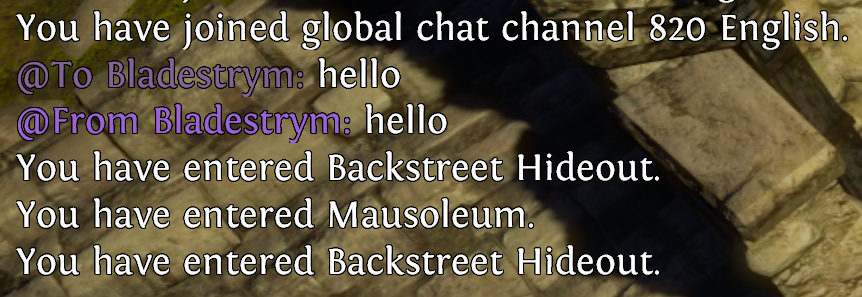 You have joined global chat channel 820 English.
@To Bladestrym: hello
@From Bladestrym: hello
You have entered Backstreet Hideout.
You have entered Mausoleum.
You have entered Backstreet Hideout.